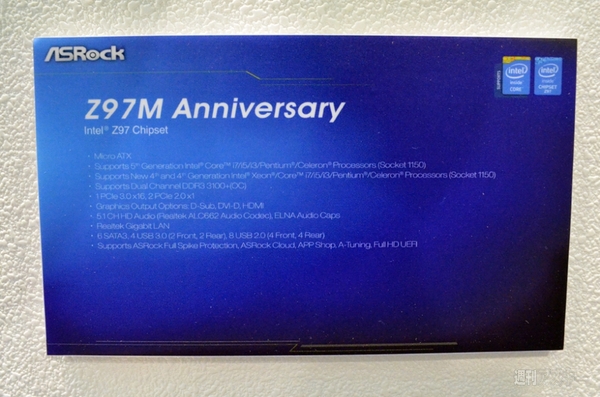 ASRock
Z97M Anniversary
Intel® Z97 Chipset
• Micro ATX
• Supports 5th Generation Intel® Core™ i7/i5/i3/Pentium®/Celeron® Processors (Socket 1150)
• Supports New 4th and 4th Generation Intel® Xeon®/Core™ i7/i5/i3/Pentium®/Celeron® Processors (Socket 1150)
• Supports Dual Channel DDR3 3100+(OC)
• 1 PCIe 3.0 x16, 2 PCIe 2.0 x1
• Graphics Output Options: D-Sub, DVI-D, HDMI
• 5.1 CH HD Audio (Realtek ALC662 Audio Codec), ELNA Audio Caps
• Realtek Gigabit LAN
• 6 SATA3, 4 USB 3.0 (2 Front, 2 Rear), 8 USB 2.0 (4 Front, 4 Rear)
• Supports ASRock Full Spike Protection, ASRock Cloud, APP Shop, A-Tuning, Full HD UEFI
intel inside CORE
intel inside CHIPSET Z97
週刊